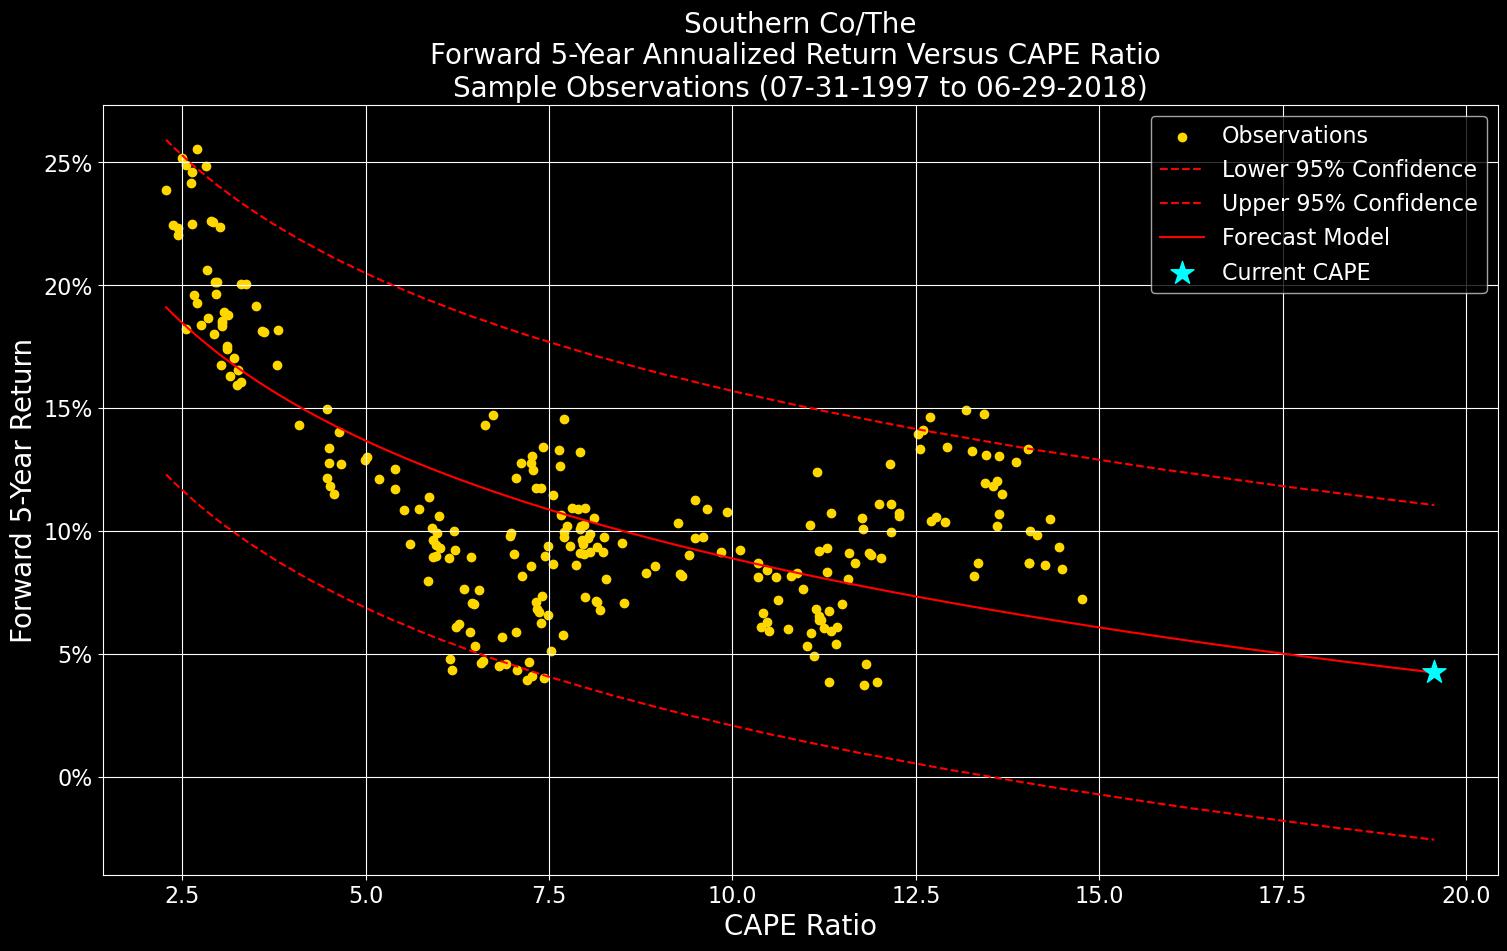 Southern Co/The
Forward 5-Year Annualized Return Versus CAPE Ratio
Sample Observations (07-31-1997 to 06-29-2018)
Observations
Lower 95% Confidence
Upper 95% Confidence
Forecast Model
Current CAPE
Forward 5-Year Return
25%
20%
15%
10%
5%
0%
2.5 5.0 7.5 10.0 12.5 15.0 17.5 20.0
CAPE Ratio